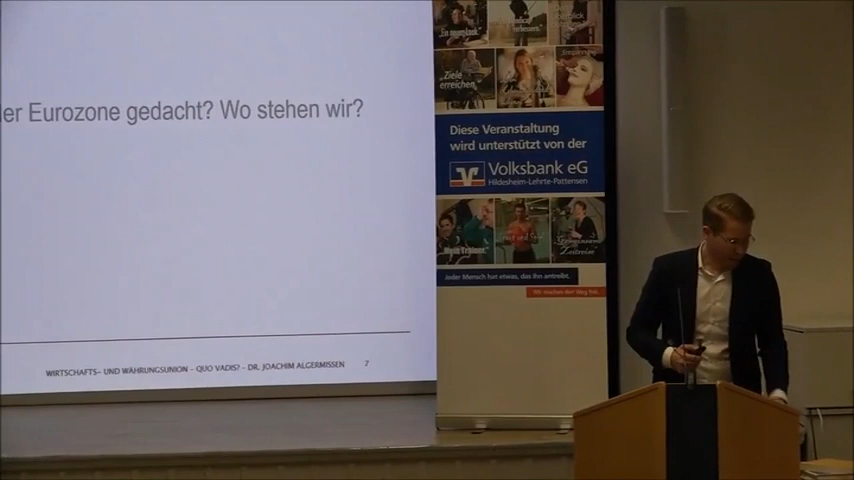 der Eurozone gedacht? Wo stehen wir?
WIRTSCHAFTS- UND WÄHRUNGSUNION - QUO VADIS? - DR. JOACHIM ALGERMISSEN 7
„Ziele
erreichen."
Diese Veranstaltung
wird unterstützt von der
Volksbank eG
Hildesheim-Lehrte-Pattensen
Jeder Mensch hat etwas, das ihn antreibt.
Wir machen den Weg frei.